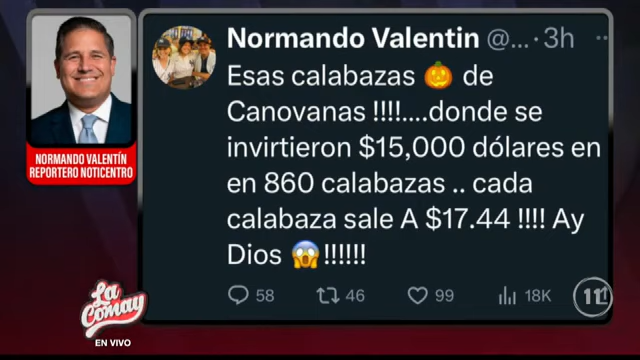 Normando Valentin @... · 3h ..
Esas calabazas 🎃 de
Canovanas !!!!....donde se
invirtieron $15,000 dólares en
en 860 calabazas .. cada
calabaza sale A $17.44 !!!! Ay
Dios 😱 !!!!!!
58 46 99 18K
NORMANDO VALENTÍN
REPORTERO NOTICENTRO
La
Comay
EN VIVO
11